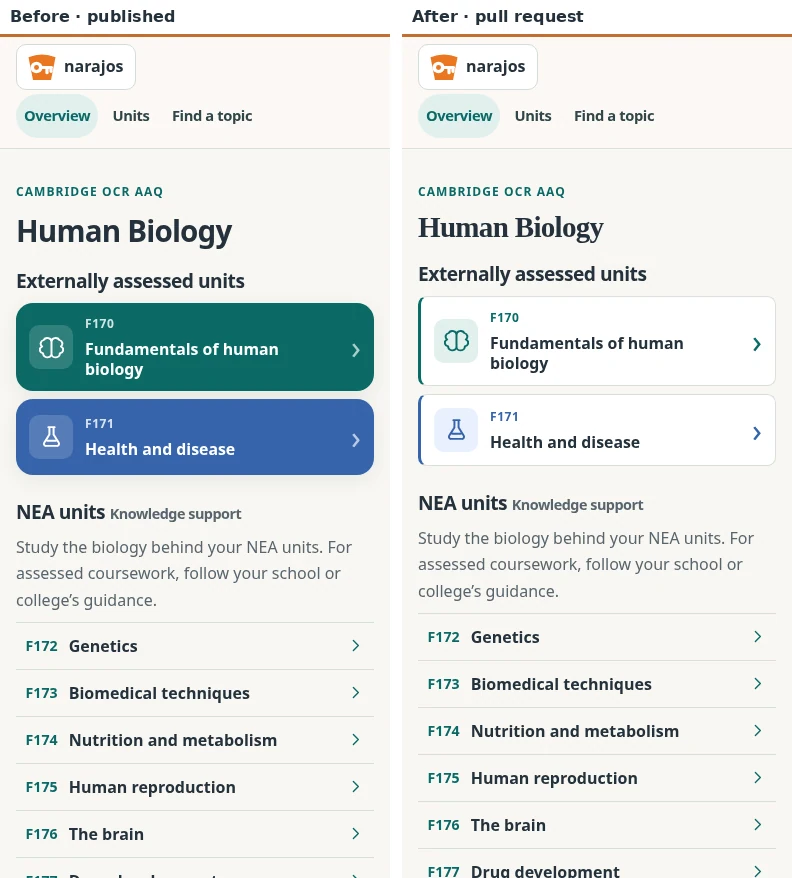 Before · published
narajos
Overview Units Find a topic
CAMBRIDGE OCR AAQ
Human Biology
Externally assessed units
F170
Fundamentals of human
biology
F171
Health and disease
NEA units Knowledge support
Study the biology behind your NEA units. For
assessed coursework, follow your school or
college’s guidance.
F172 Genetics
F173 Biomedical techniques
F174 Nutrition and metabolism
F175 Human reproduction
F176 The brain
After · pull request
narajos
Overview Units Find a topic
CAMBRIDGE OCR AAQ
Human Biology
Externally assessed units
F170
Fundamentals of human
biology
F171
Health and disease
NEA units Knowledge support
Study the biology behind your NEA units. For
assessed coursework, follow your school or
college’s guidance.
F172 Genetics
F173 Biomedical techniques
F174 Nutrition and metabolism
F175 Human reproduction
F176 The brain
F177 Drug development